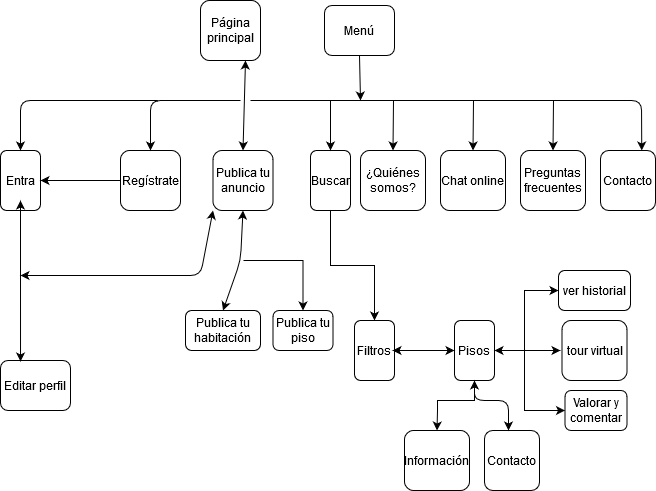 Página
principal
Menú
Entra
Regístrate
Publica tu
anuncio
Buscar
¿Quiénes
somos?
Chat online
Preguntas
frecuentes
Contacto
ver historial
Publica tu
habitación
Publica tu
piso
Filtros
Pisos
tour virtual
Editar perfil
Valorar y
comentar
Información
Contacto